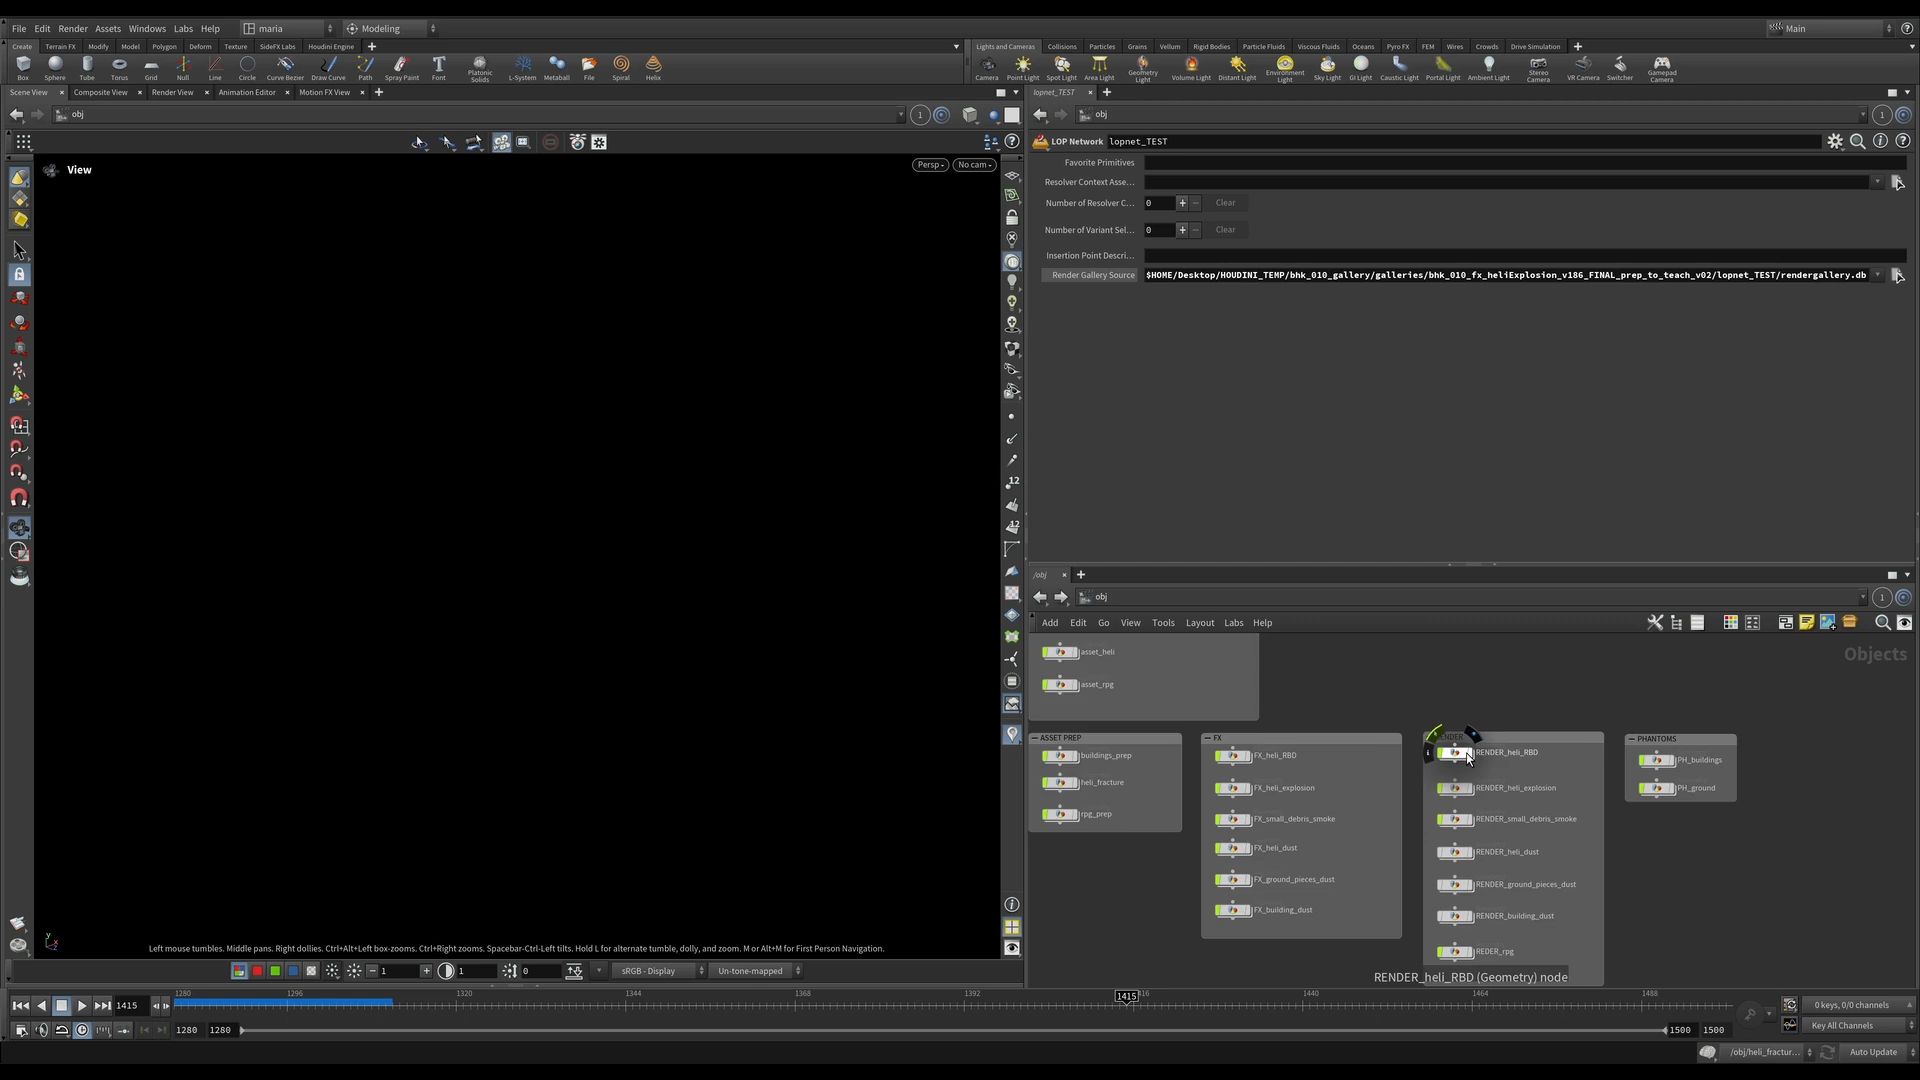 File Edit Render Assets Windows Labs Help maria Modeling Main
Create Terrain FX Modify Model Polygon Deform Texture SideFX Labs Houdini Engine
Lights and Cameras Collisions Particles Grains Vellum Rigid Bodies Particle Fluids Viscous Fluids Oceans Pyro FX FEM Wires Crowds Drive Simulation
Box Sphere Tube Torus Grid Null Line Circle Curve Bezier Draw Curve Path Spray Paint Font Platonic Solids L-System Metaball File Spiral Helix
Camera Point Light Spot Light Area Light Geometry Light Volume Light Distant Light Environment Light Sky Light GI Light Caustic Light Portal Light Ambient Light Stereo Camera VR Camera Switcher Gamepad Camera
Scene View Composite View Render View Animation Editor Motion FX View
lopnet_TEST
obj 1
obj 1
LOP Network lopnet_TEST
View Persp No cam
Favorite Primitives
Resolver Context Asse...
Number of Resolver C... 0 Clear
Number of Variant Sel... 0 Clear
Insertion Point Descri...
Render Gallery Source $HOME/Desktop/HOUDINI_TEMP/bhk_010_gallery/galleries/bhk_010_fx_heliExplosion_v186_FINAL_prep_to_teach_v02/lopnet_TEST/rendergallery.db
12
12
/obj
obj 1
Add Edit Go View Tools Layout Labs Help
Objects
asset_heli
asset_rpg
ASSET PREP
buildings_prep
heli_fracture
rpg_prep
FX
FX_heli_RBD
FX_heli_explosion
FX_small_debris_smoke
FX_heli_dust
FX_ground_pieces_dust
FX_building_dust
RENDER_heli_RBD
RENDER_heli_explosion
RENDER_small_debris_smoke
RENDER_heli_dust
RENDER_ground_pieces_dust
RENDER_building_dust
REDER_rpg
PHANTOMS
PH_buildings
PH_ground
RENDER_heli_RBD (Geometry) node
Left mouse tumbles. Middle pans. Right dollies. Ctrl+Alt+Left box-zooms. Ctrl+Right zooms. Spacebar-Ctrl-Left tilts. Hold L for alternate tumble, dolly, and zoom. M or Alt+M for First Person Navigation.
1 1 0 sRGB - Display Un-tone-mapped
1415 1280 1296 1320 1344 1368 1392 1415 1440 1464 1488 0 keys, 0/0 channels
1280 1280 1500 1500 Key All Channels
/obj/heli_fractur... Auto Update